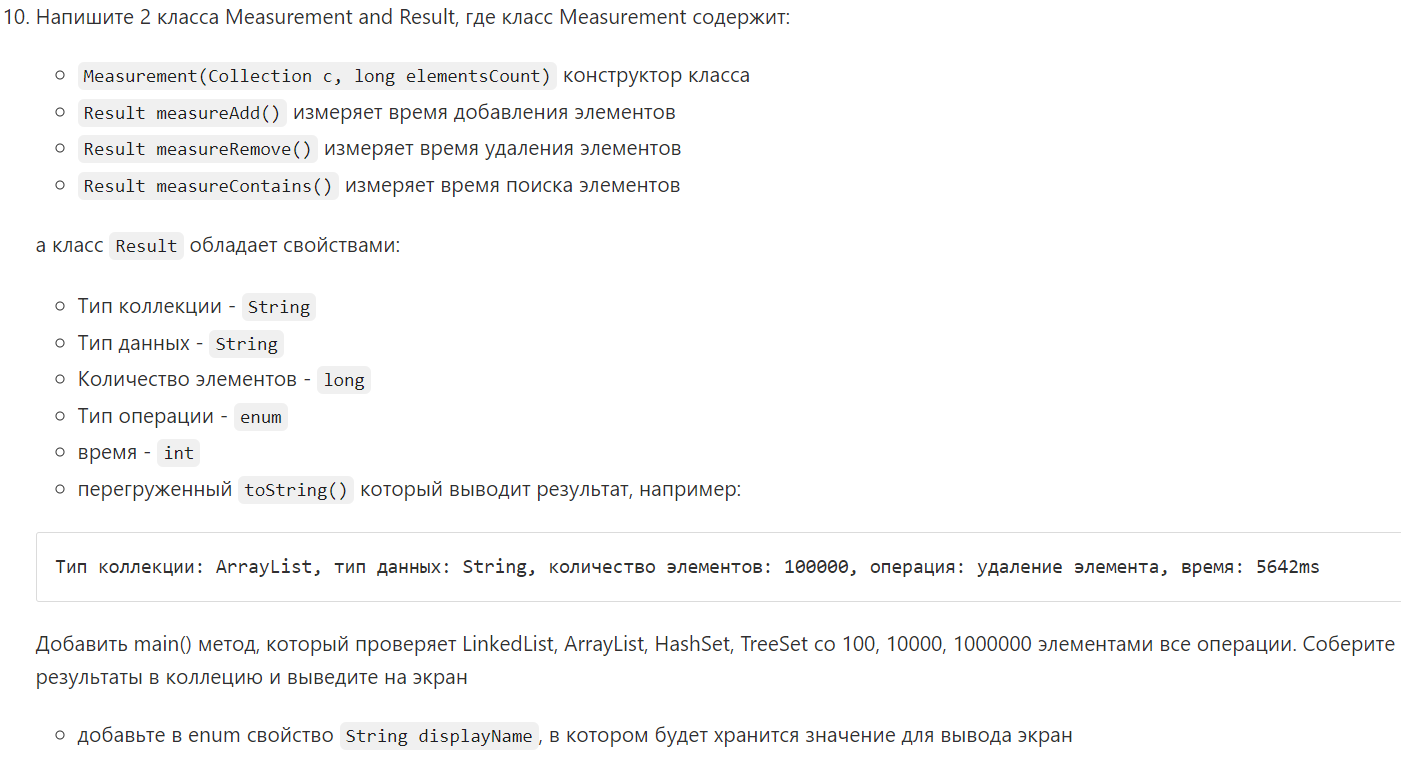 10. Напишите 2 класса Measurement and Result, где класс Measurement содержит:
Measurement(Collection c, long elementsCount) конструктор класса
Result measureAdd() измеряет время добавления элементов
Result measureRemove() измеряет время удаления элементов
Result measureContains() измеряет время поиска элементов
а класс Result обладает свойствами:
Тип коллекции - String
Тип данных - String
Количество элементов - long
Тип операции - enum
время - int
перегруженный toString() который выводит результат, например:
Тип коллекции: ArrayList, тип данных: String, количество элементов: 100000, операция: удаление элемента, время: 5642ms
Добавить main() метод, который проверяет LinkedList, ArrayList, HashSet, TreeSet со 100, 10000, 1000000 элементами все операции. Соберите
результаты в коллецию и выведите на экран
добавьте в enum свойство String displayName, в котором будет хранится значение для вывода экран